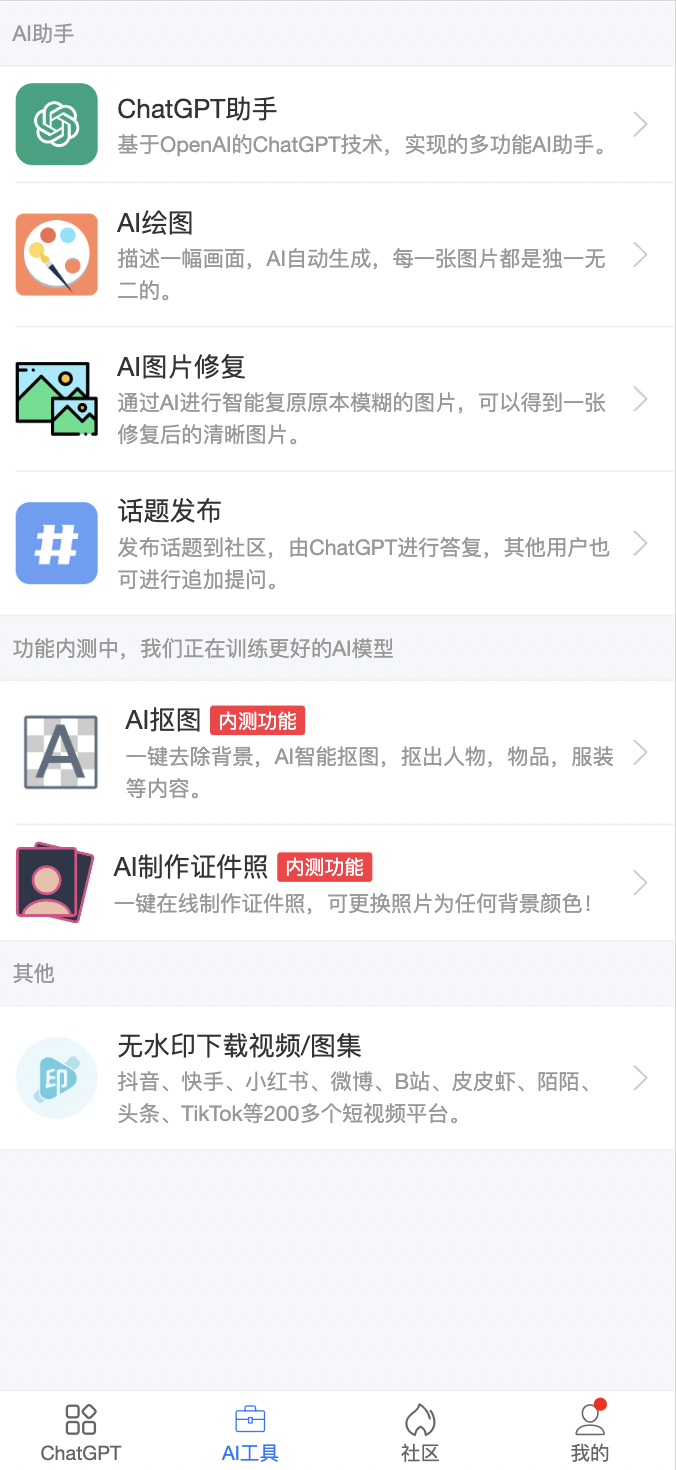 AI助手
ChatGPT助手
基于OpenAI的ChatGPT技术，实现的多功能AI助手。
AI绘图
描述一幅画面，AI自动生成，每一张图片都是独一无
二的。
AI图片修复
通过AI进行智能复原原本模糊的图片，可以得到一张
修复后的清晰图片。
#
话题发布
发布话题到社区，由ChatGPT进行答复，其他用户也
可进行追加提问。
功能内测中，我们正在训练更好的AI模型
A
AI抠图 内测功能
一键去除背景，AI智能抠图，抠出人物，物品，服装
等内容。
AI制作证件照 内测功能
一键在线制作证件照，可更换照片为任何背景颜色！
其他
印
无水印下载视频/图集
抖音、快手、小红书、微博、B站、皮皮虾、陌陌、
头条、TikTok等200多个短视频平台。
ChatGPT AI工具 社区 我的